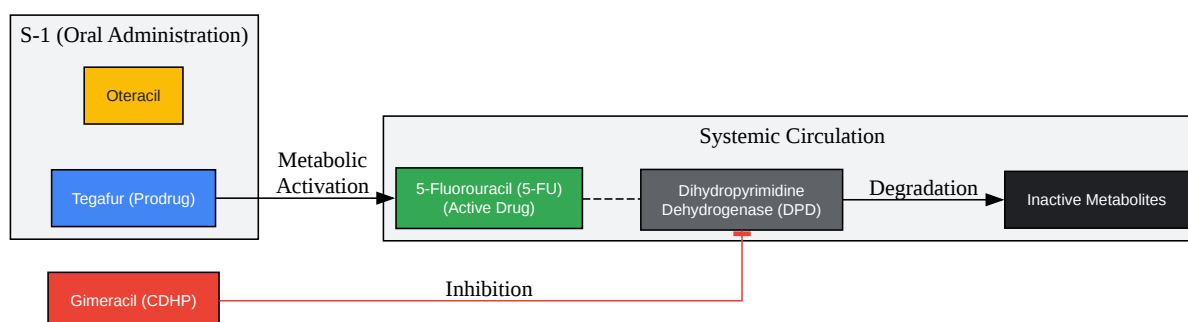 S-1 (Oral Administration)
Oteracil
Tegafur (Prodrug)
Metabolic
Activation
Systemic Circulation
5-Fluorouracil (5-FU)
(Active Drug)
Dihydropyrimidine
Dehydrogenase (DPD)
Degradation
Inactive Metabolites
Gimeracil (CDHP)
Inhibition